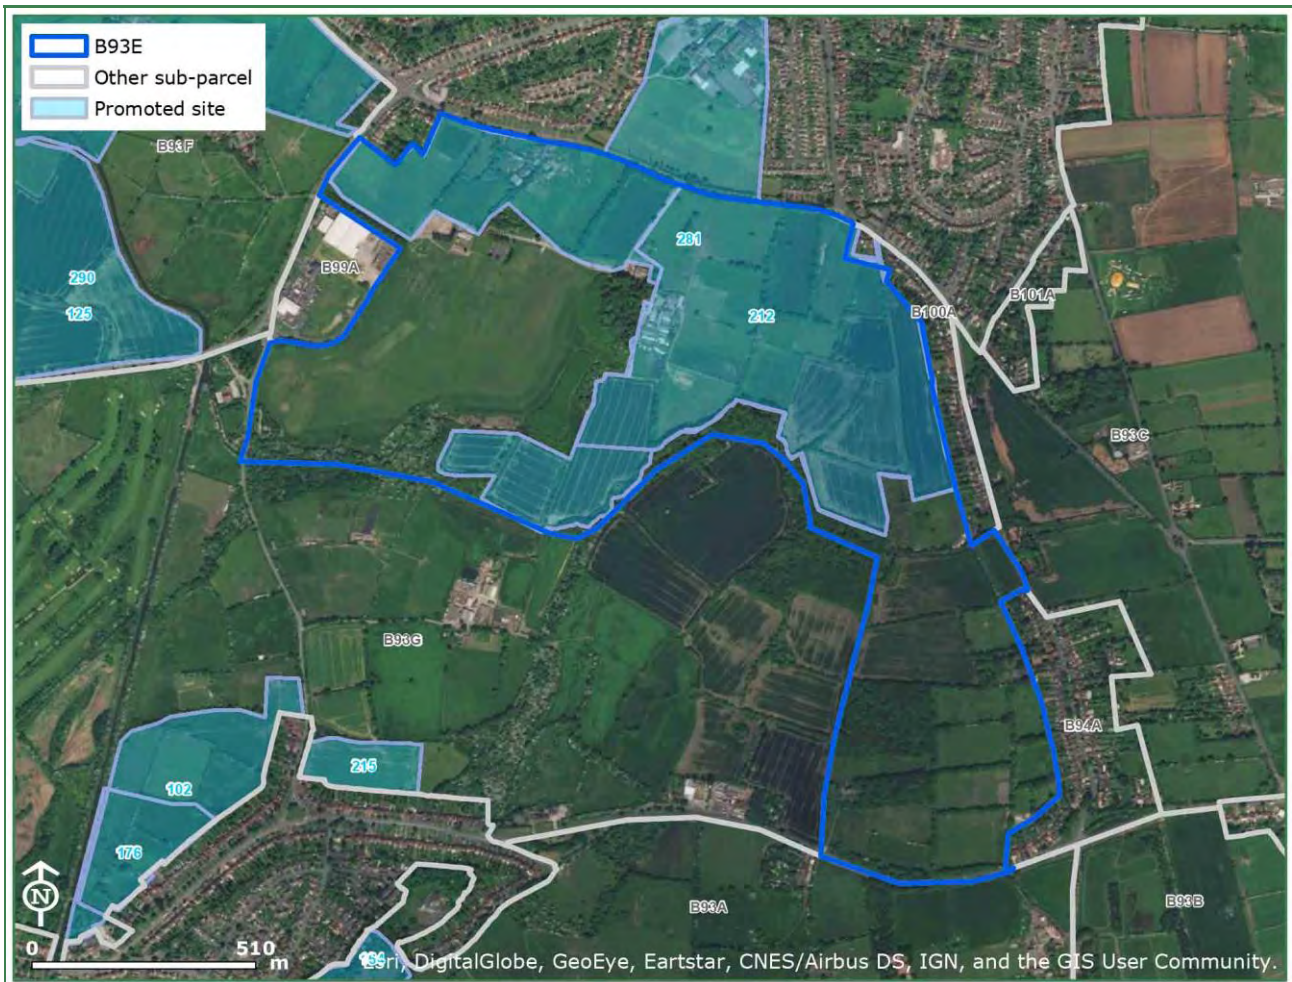 B93E
Other sub-parcel
Promoted site
B93F
281
B99A
290
B101A
125
212
B100A
B93C
B93G
B94A
215
102
176
B93A
B93B
N
0 510
m
Esri, DigitalGlobe, GeoEye, Eartstar, CNES/Airbus DS, IGN, and the GIS User Community.